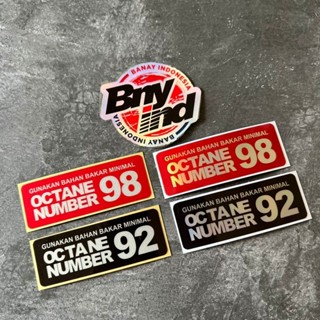 BANAY INDONESIA
Bny
Ind
BANAY INDONESIA
GUNAKAN BAHAN BAKAR MINIMAL
OCTANE
NUMBER 98
GUNAKAN BAHAN BAKAR MINIMAL
OCTANE
NUMBER 98
GUNAKAN BAHAN BAKAR MINIMAL
OCTANE
NUMBER 92
GUNAKAN BAHAN BAKAR MINIMAL
OCTANE
NUMBER 92